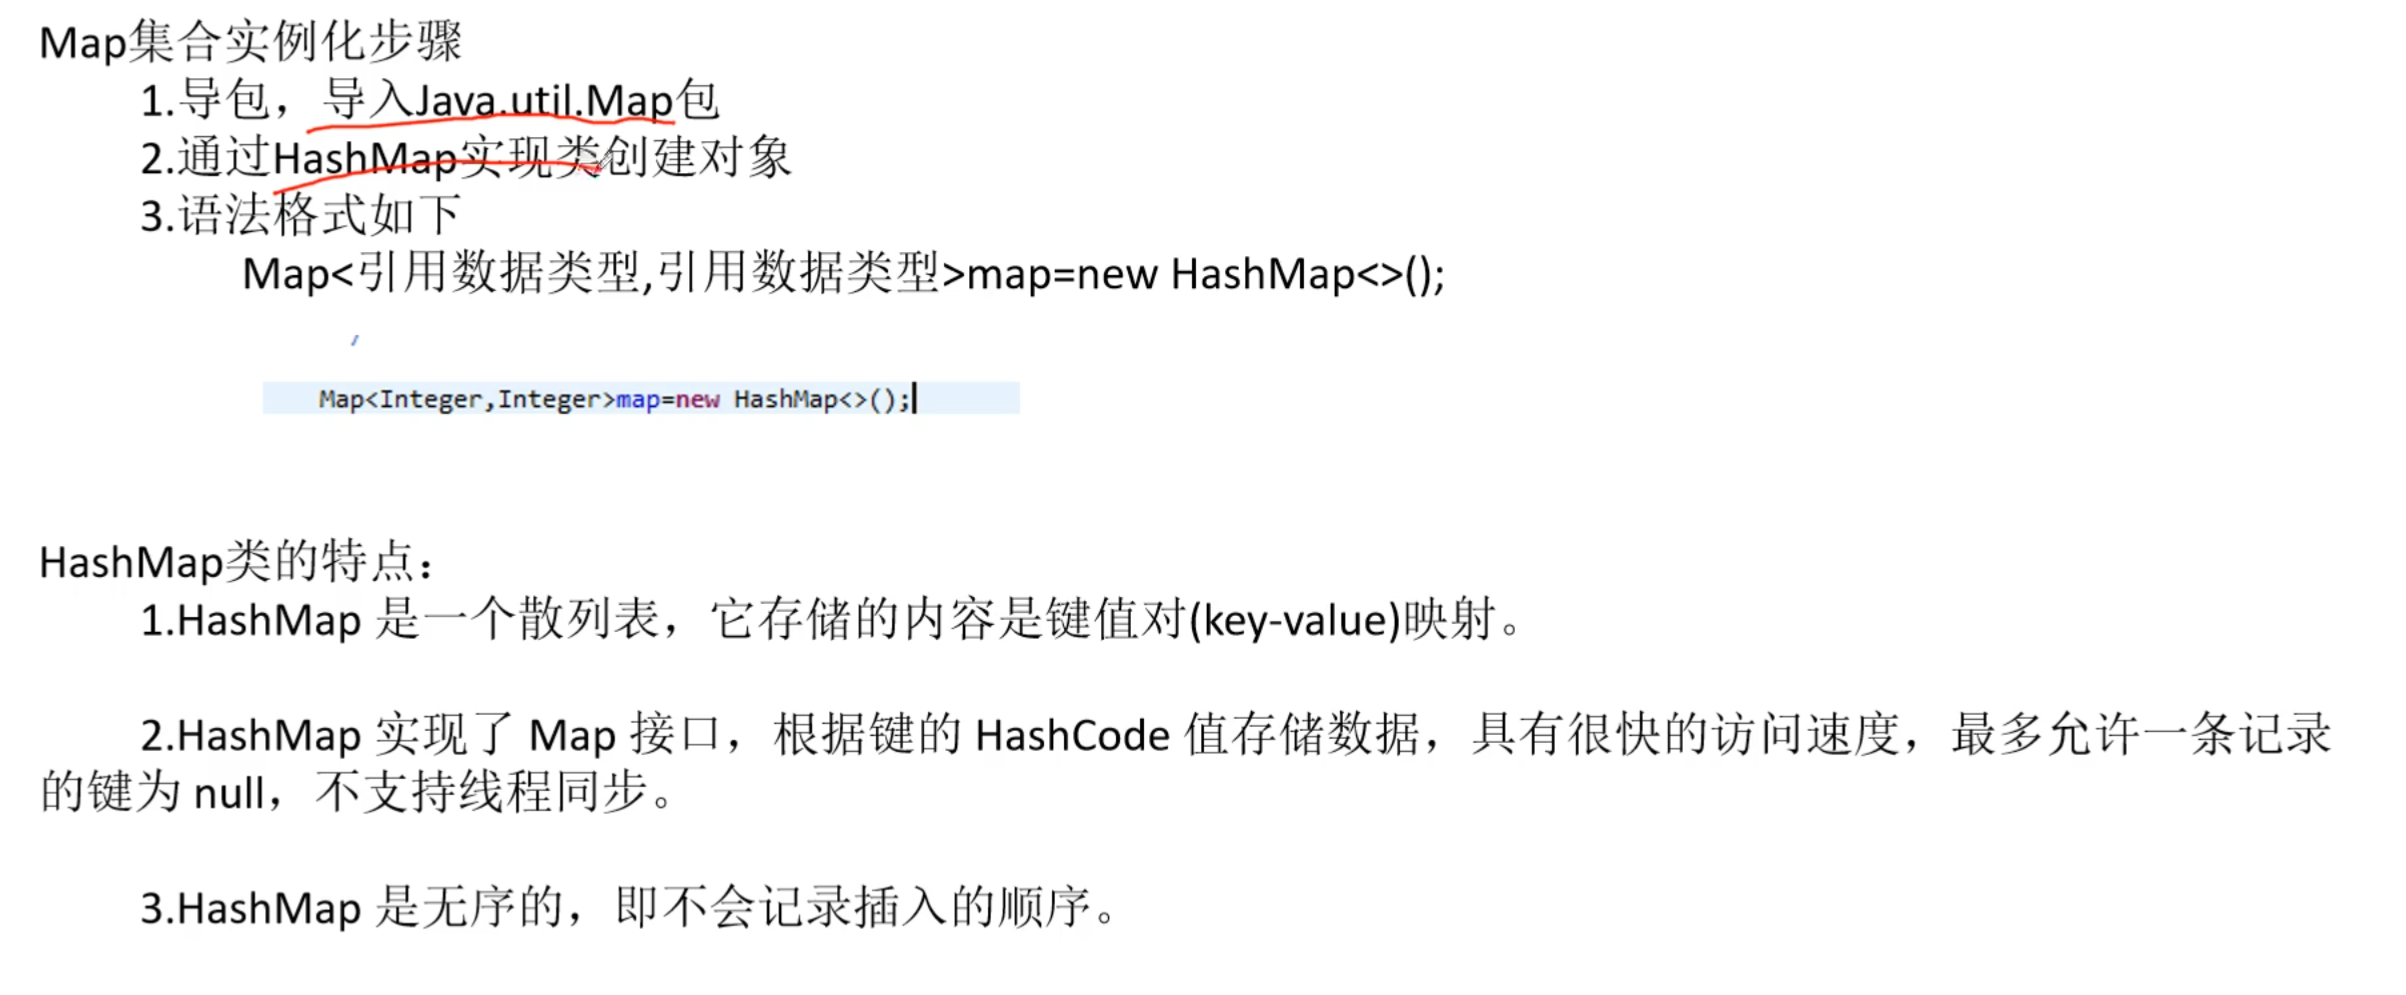 Map集合实例化步骤
1.导包，导入Java.util.Map包
2.通过HashMap实现类创建对象
3.语法格式如下
Map<引用数据类型,引用数据类型>map=new HashMap<>();
Map<Integer,Integer>map=new HashMap<>();
HashMap类的特点：
1.HashMap 是一个散列表，它存储的内容是键值对(key-value)映射。
2.HashMap 实现了 Map 接口，根据键的 HashCode 值存储数据，具有很快的访问速度，最多允许一条记录
的键为 null，不支持线程同步。
3.HashMap 是无序的，即不会记录插入的顺序。